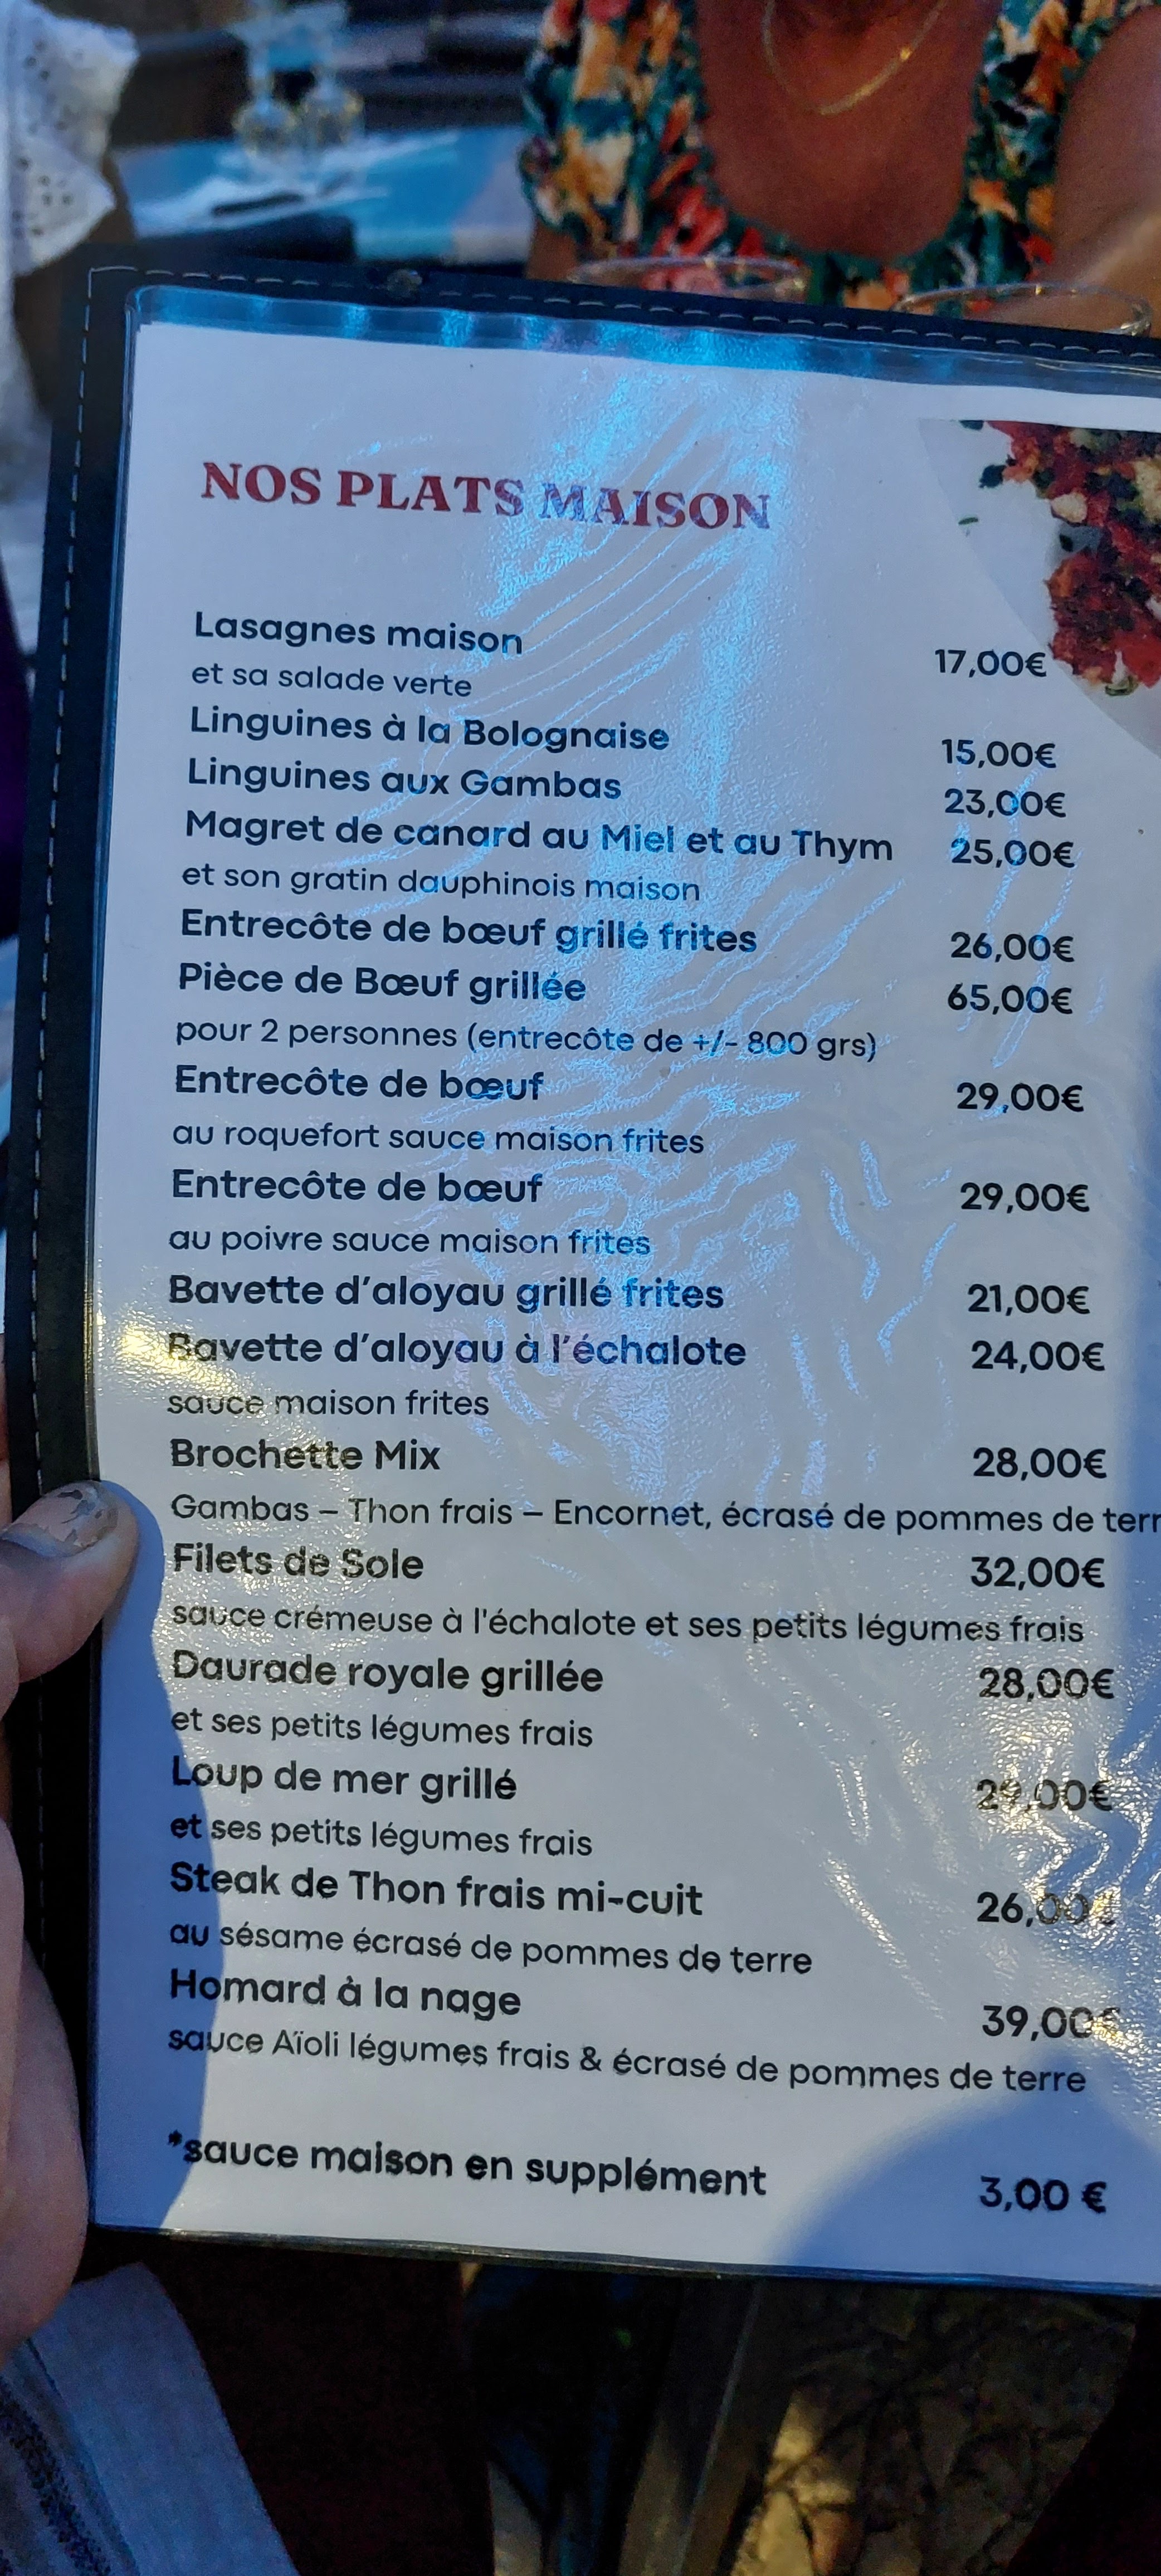 NOS PLATS MAISON
Lasagnes maison 17,00€
et sa salade verte
Linguines à la Bolognaise 15,00€
Linguines aux Gambas 23,00€
Magret de canard au Miel et au Thym 25,00€
et son gratin dauphinois maison
Entrecôte de bœuf grillé frites 26,00€
Pièce de Bœuf grillée 65,00€
pour 2 personnes (entrecôte de +/- 800 grs)
Entrecôte de bœuf 29,00€
au roquefort sauce maison frites
Entrecôte de bœuf 29,00€
au poivre sauce maison frites
Bavette d'aloyau grillé frites 21,00€
Bavette d'aloyau à l'échalote 24,00€
sauce maison frites
Brochette Mix 28,00€
Gambas – Thon frais – Encornet, écrasé de pommes de terr
Filets de Sole 32,00€
sauce crémeuse à l'échalote et ses petits légumes frais
Daurade royale grillée 28,00€
et ses petits légumes frais
Loup de mer grillé 29,00€
et ses petits légumes frais
Steak de Thon frais mi-cuit 26,00€
au sésame écrasé de pommes de terre
Homard à la nage 39,00€
sauce Aïoli légumes frais & écrasé de pommes de terre
*sauce maison en supplément 3,00 €